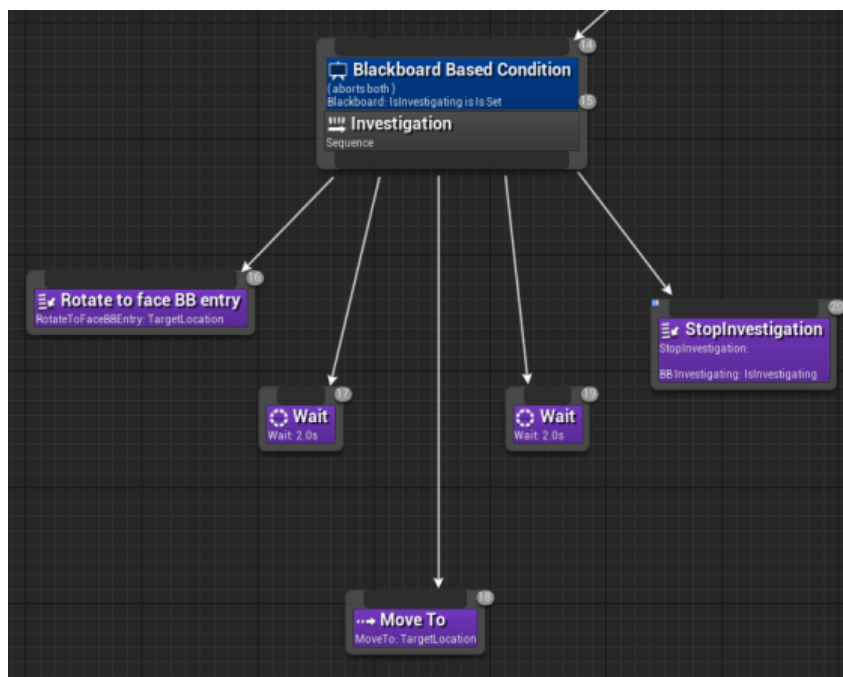 14
Blackboard Based Condition
( aborts both )
Blackboard: IsInvestigating is Is Set
15
Investigation
Sequence
16
Rotate to face BB entry
RotateToFaceBBEntry: TargetLocation
20
StopInvestigation
StopInvestigation:
BB Investigating: IsInvestigating
17
Wait
Wait: 2.0s
19
Wait
Wait: 2.0s
18
Move To
MoveTo: TargetLocation